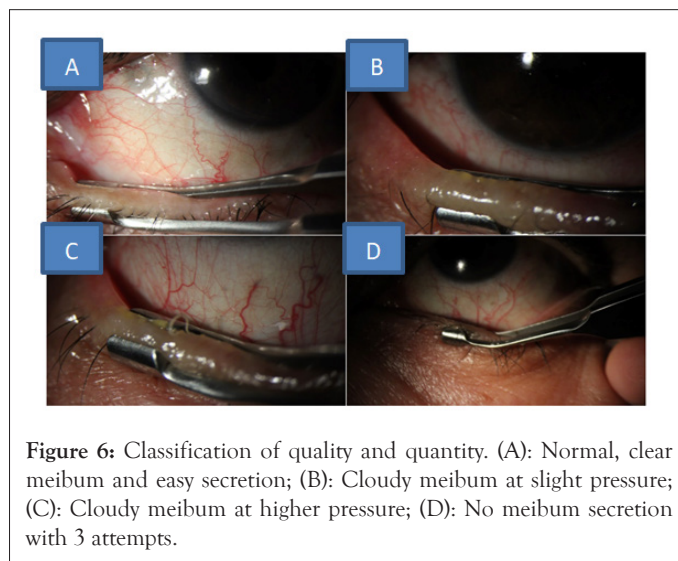 A
B
C
D
Figure 6: Classification of quality and quantity. (A): Normal, clear
meibum and easy secretion; (B): Cloudy meibum at slight pressure;
(C): Cloudy meibum at higher pressure; (D): No meibum secretion
with 3 attempts.